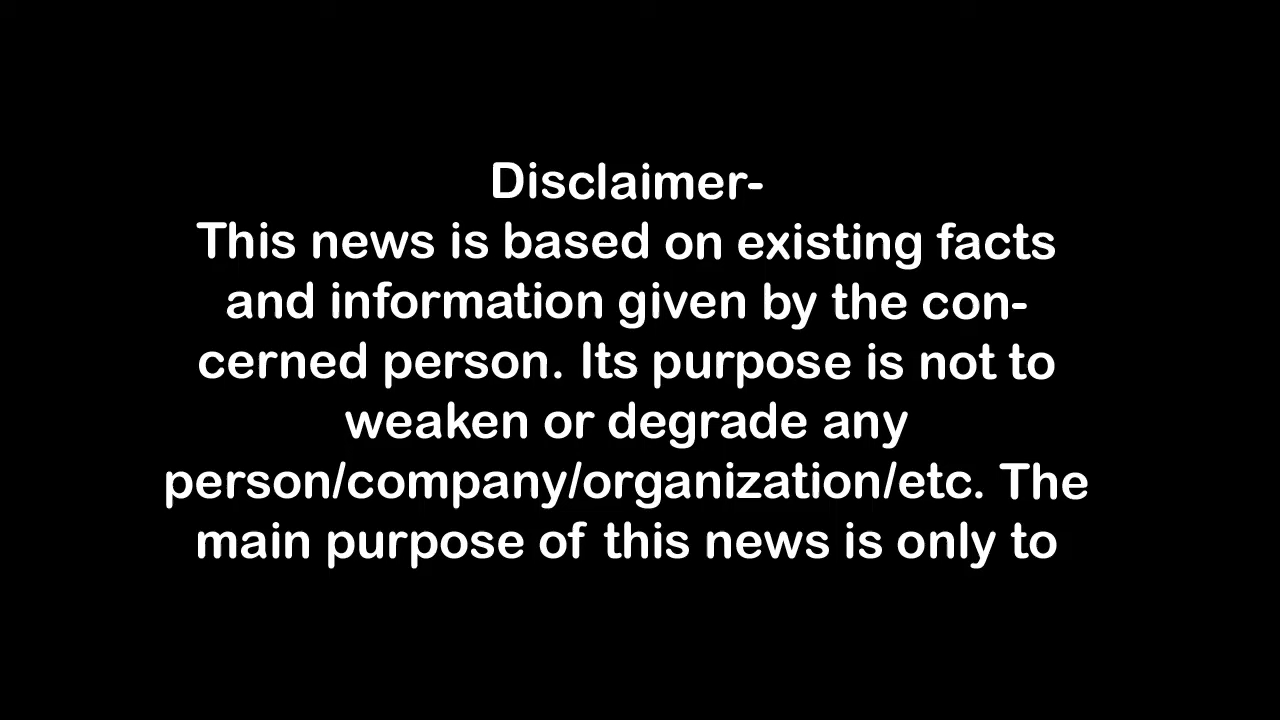 Disclaimer-
This news is based on existing facts
and information given by the con-
cerned person. Its purpose is not to
weaken or degrade any
person/company/organization/etc. The
main purpose of this news is only to